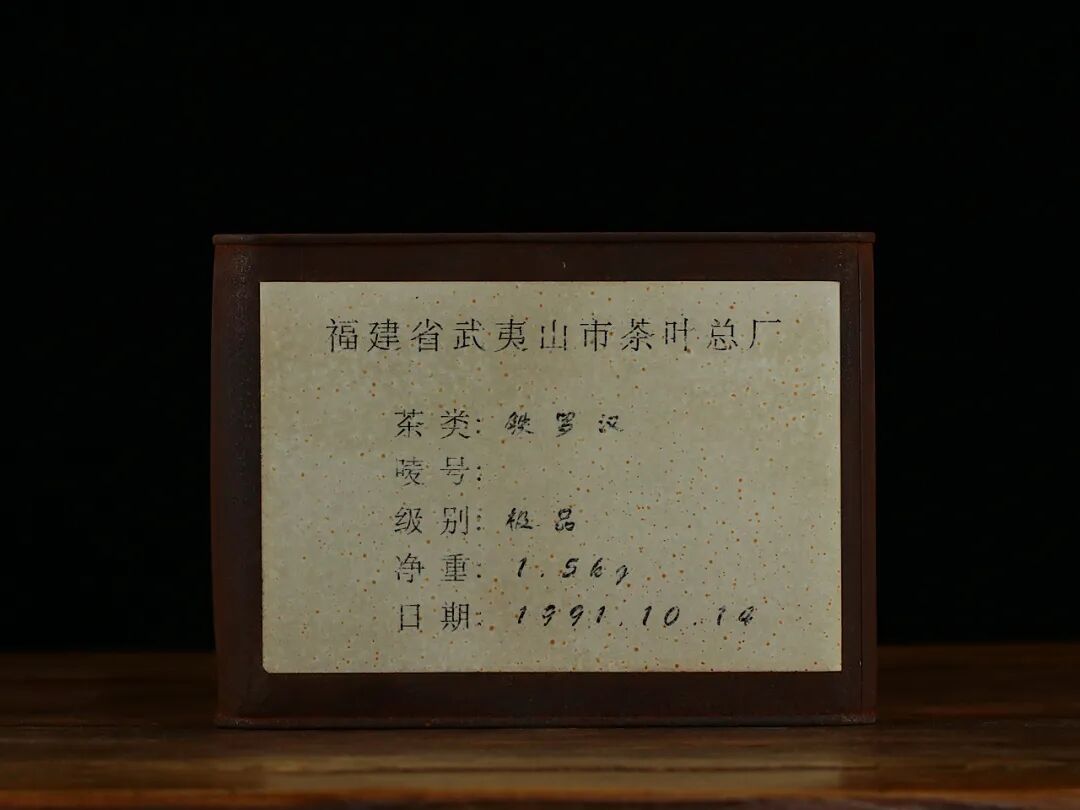 福建省武夷山市茶叶总厂
茶类: 铁罗汉
唛号:
级别: 极品
净重: 1.5kg
日期: 1991.10.14